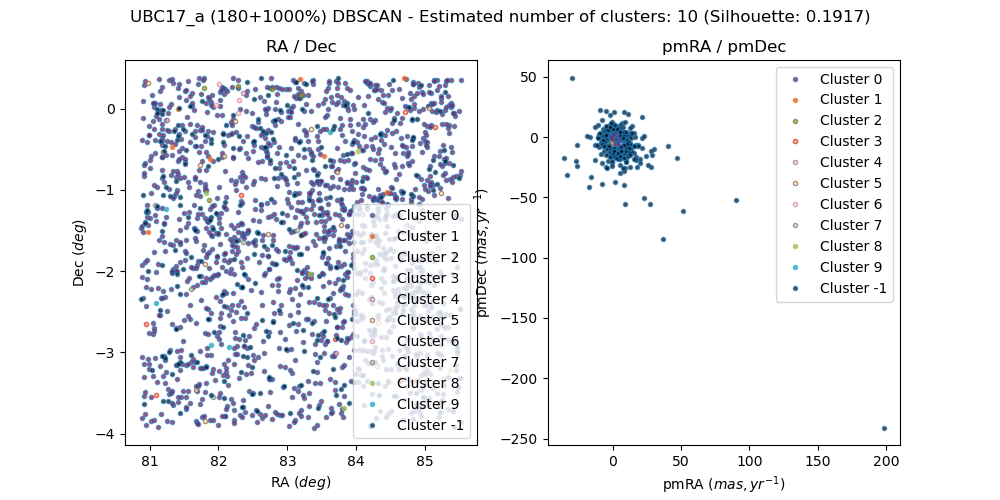 UBC17_a (180+1000%) DBSCAN - Estimated number of clusters: 10 (Silhouette: 0.1917)
RA / Dec
Dec (deg)
0
−1
−2
−3
−4
81
82
83
84
85
RA (deg)
Cluster 0
Cluster 1
Cluster 2
Cluster 3
Cluster 4
Cluster 5
Cluster 6
Cluster 7
Cluster 8
Cluster 9
Cluster -1
pmRA / pmDec
pmDec (mas, yr⁻¹)
50
0
−50
−100
−150
−200
−250
0
50
100
150
200
pmRA (mas, yr⁻¹)
Cluster 0
Cluster 1
Cluster 2
Cluster 3
Cluster 4
Cluster 5
Cluster 6
Cluster 7
Cluster 8
Cluster 9
Cluster -1